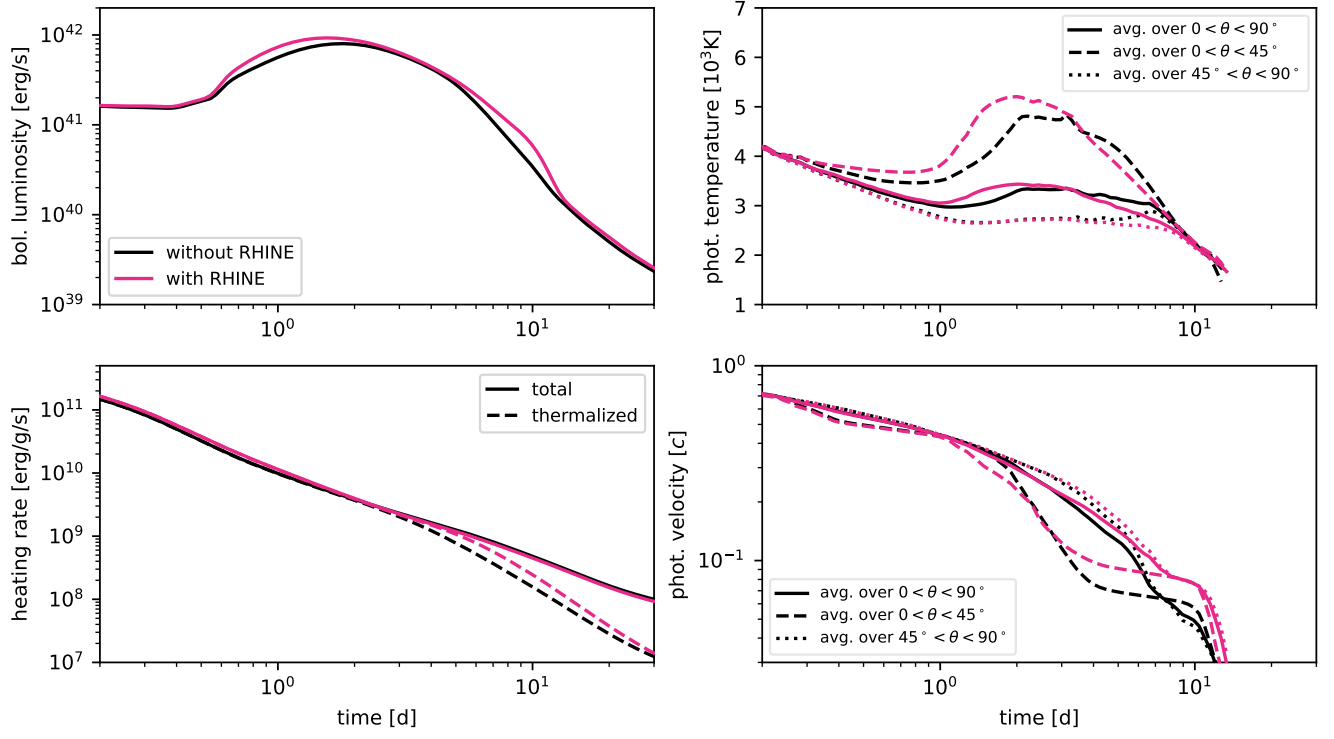 bol. luminosity [erg/s]
10^42
10^41
10^40
10^39
without RHINE
with RHINE
10^0
10^1
phot. temperature [10^3K]
7
6
5
4
3
2
1
avg. over 0 < θ < 90°
avg. over 0 < θ < 45°
avg. over 45° < θ < 90°
10^0
10^1
heating rate [erg/g/s]
10^11
10^10
10^9
10^8
10^7
total
thermalized
10^0
10^1
time [d]
phot. velocity [c]
10^0
10^−1
avg. over 0 < θ < 90°
avg. over 0 < θ < 45°
avg. over 45° < θ < 90°
10^0
10^1
time [d]